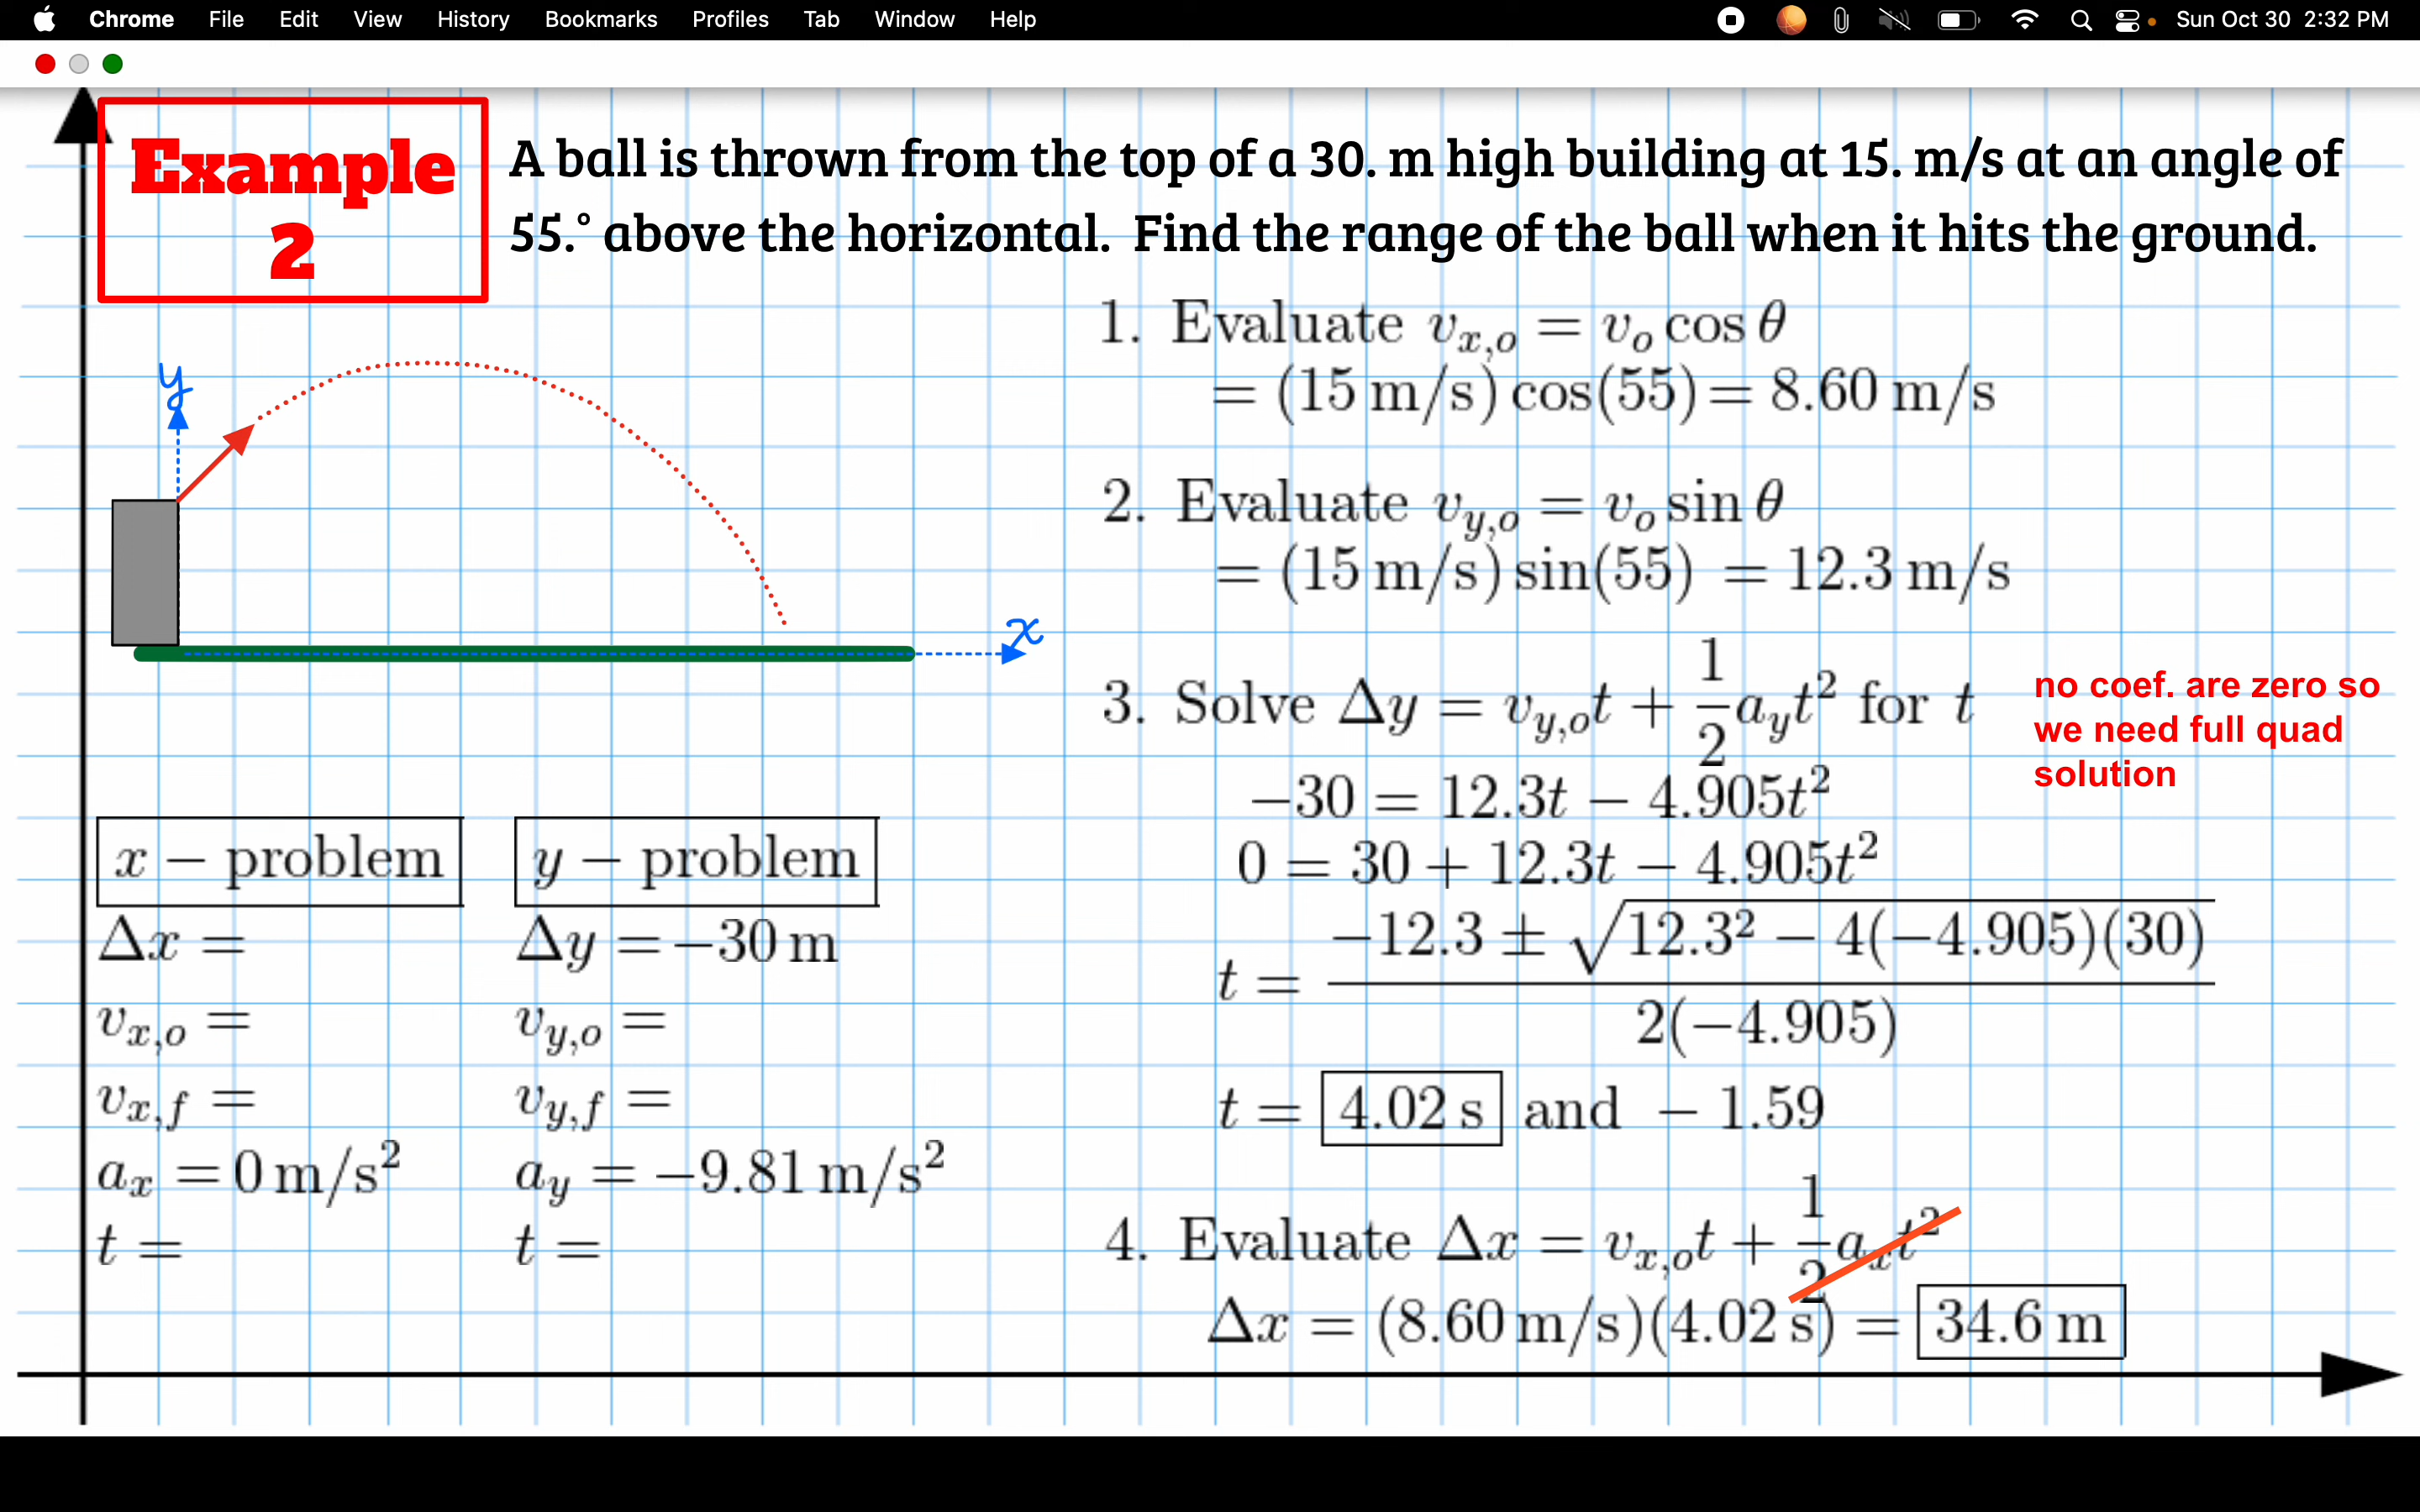 Chrome File Edit View History Bookmarks Profiles Tab Window Help Sun Oct 30 2:32 PM
Example
2
A ball is thrown from the top of a 30. m high building at 15. m/s at an angle of
55.° above the horizontal. Find the range of the ball when it hits the ground.
y
x
x − problem
Δx =
v_{x,o} =
v_{x,f} =
a_x = 0 m/s²
t =
y − problem
Δy = −30 m
v_{y,o} =
v_{y,f} =
a_y = −9.81 m/s²
t =
1. Evaluate v_{x,o} = v_o cos θ
= (15 m/s) cos(55) = 8.60 m/s
2. Evaluate v_{y,o} = v_o sin θ
= (15 m/s) sin(55) = 12.3 m/s
3. Solve Δy = v_{y,o}t + 1/2 a_y t² for t
no coef. are zero so
we need full quad
solution
−30 = 12.3t − 4.905t²
0 = 30 + 12.3t − 4.905t²
t = (−12.3 ± √(12.3² − 4(−4.905)(30))) / 2(−4.905)
t = 4.02 s and − 1.59
4. Evaluate Δx = v_{x,o}t + 1/2 a_x t²
Δx = (8.60 m/s)(4.02 s) = 34.6 m